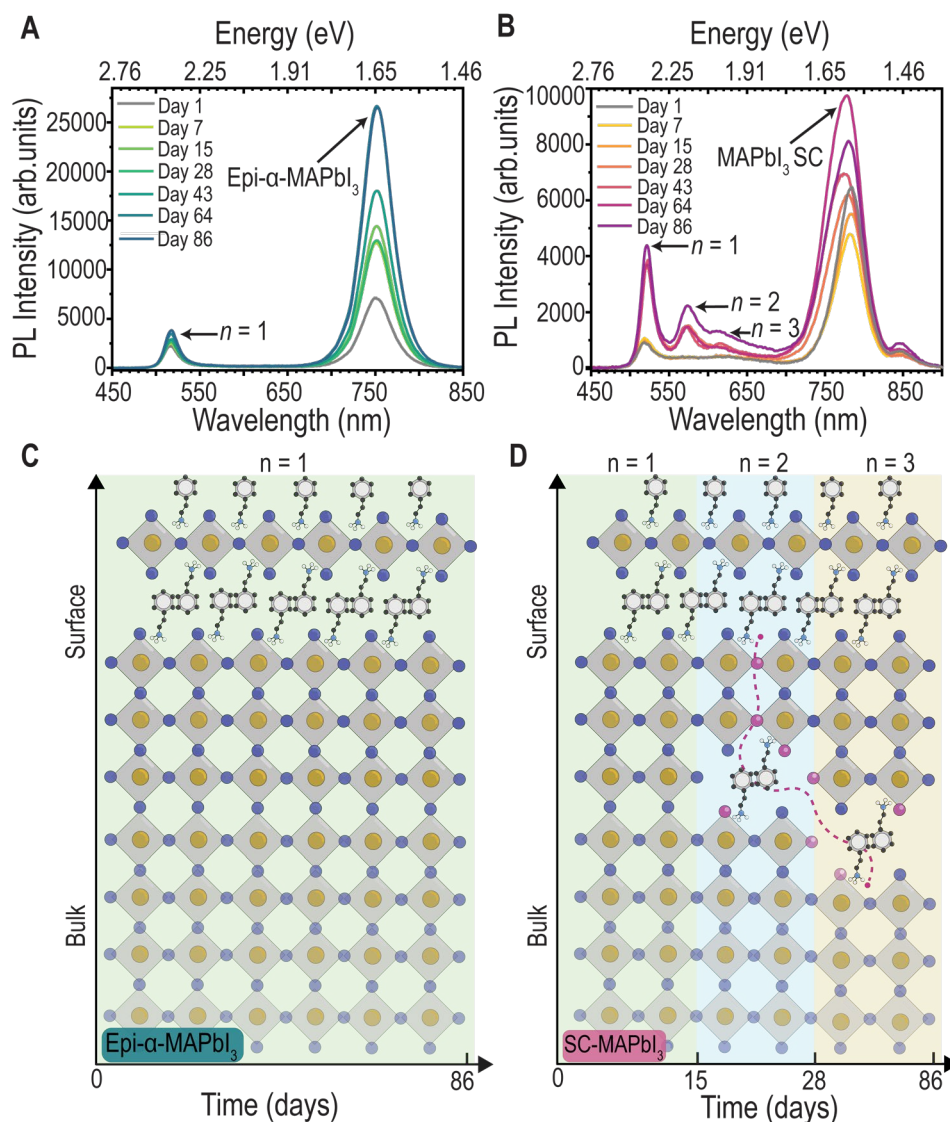 A
Energy (eV)
2.76 2.25 1.91 1.65 1.46
PL Intensity (arb.units)
25000
20000
15000
10000
5000
0
Day 1
Day 7
Day 15
Day 28
Day 43
Day 64
Day 86
Epi-α-MAPbI₃
n = 1
450 550 650 750 850
Wavelength (nm)
B
Energy (eV)
2.76 2.25 1.91 1.65 1.46
PL Intensity (arb.units)
10000
8000
6000
4000
2000
0
Day 1
Day 7
Day 15
Day 28
Day 43
Day 64
Day 86
MAPbI₃ SC
n = 1
n = 2
n = 3
450 550 650 750 850
Wavelength (nm)
C
n = 1
Surface
Bulk
Epi-α-MAPbI₃
0 86
Time (days)
D
n = 1 n = 2 n = 3
Surface
Bulk
SC-MAPbI₃
0 15 28 86
Time (days)